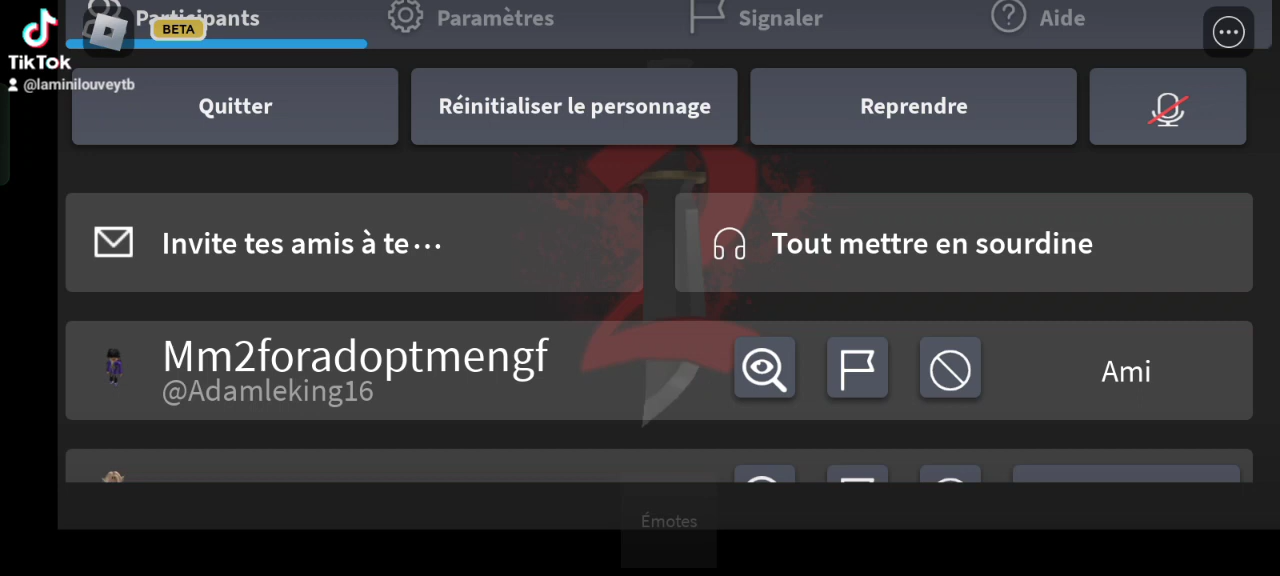 Participants
Paramètres
Signaler
Aide
BETA
TikTok
@laminilouveytb
Quitter
Réinitialiser le personnage
Reprendre
Invite tes amis à te...
Tout mettre en sourdine
Mm2foradoptmengf
@Adamleking16
Ami
2
Émotes